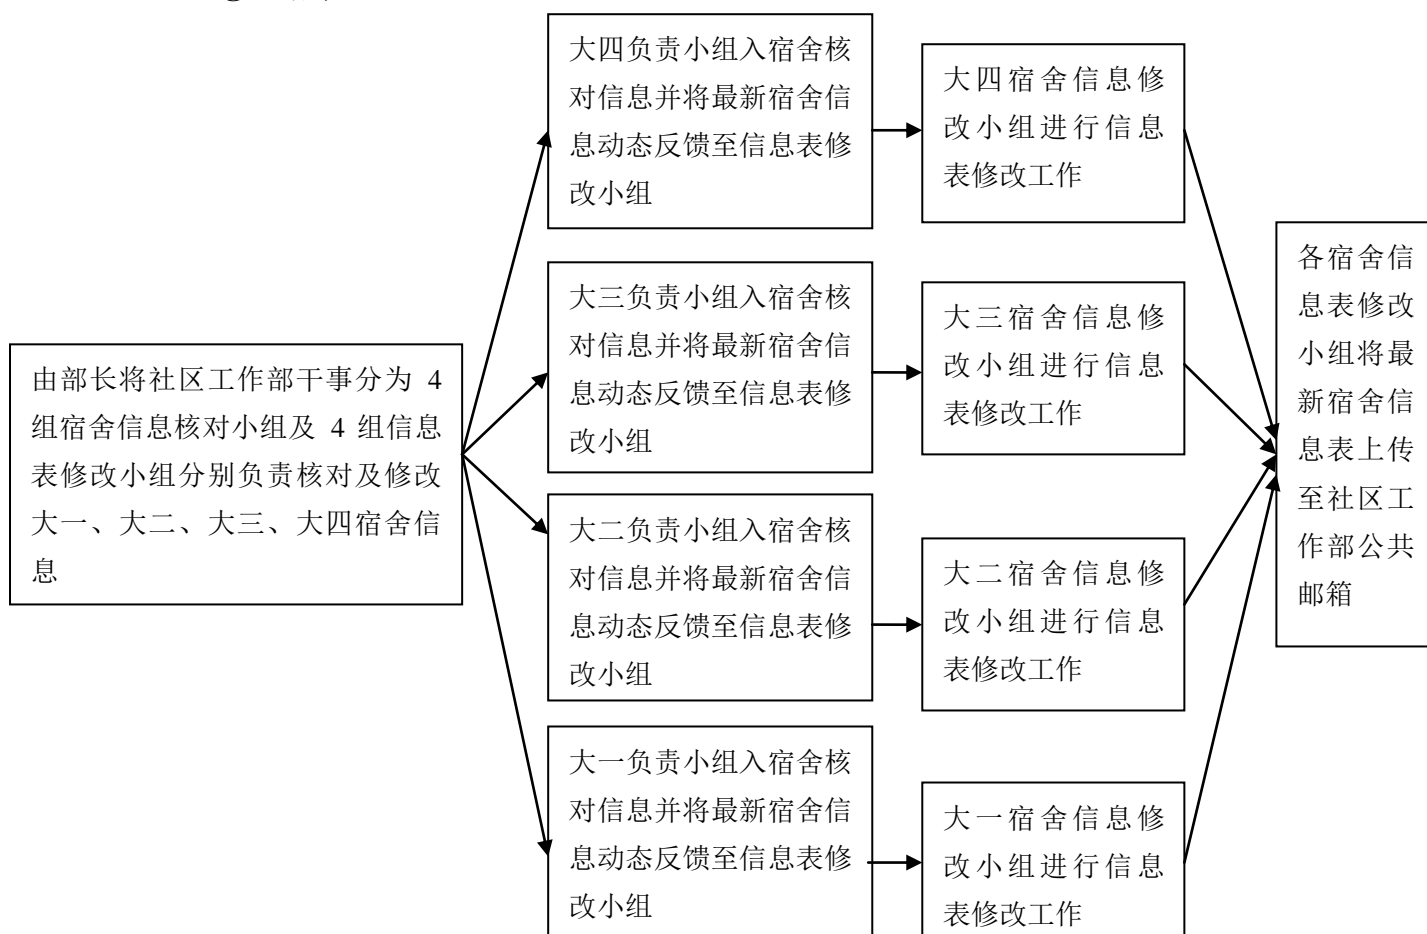 由部长将社区工作部干事分为 4
组宿舍信息核对小组及 4 组信息
表修改小组分别负责核对及修改
大一、大二、大三、大四宿舍信
息
大四负责小组入宿舍核
对信息并将最新宿舍信
息动态反馈至信息表修
改小组
大四宿舍信息修
改小组进行信息
表修改工作
大三负责小组入宿舍核
对信息并将最新宿舍信
息动态反馈至信息表修
改小组
大三宿舍信息修
改小组进行信息
表修改工作
大二负责小组入宿舍核
对信息并将最新宿舍信
息动态反馈至信息表修
改小组
大二宿舍信息修
改小组进行信息
表修改工作
大一负责小组入宿舍核
对信息并将最新宿舍信
息动态反馈至信息表修
改小组
大一宿舍信息修
改小组进行信息
表修改工作
各宿舍信
息表修改
小组将最
新宿舍信
息表上传
至社区工
作部公共
邮箱